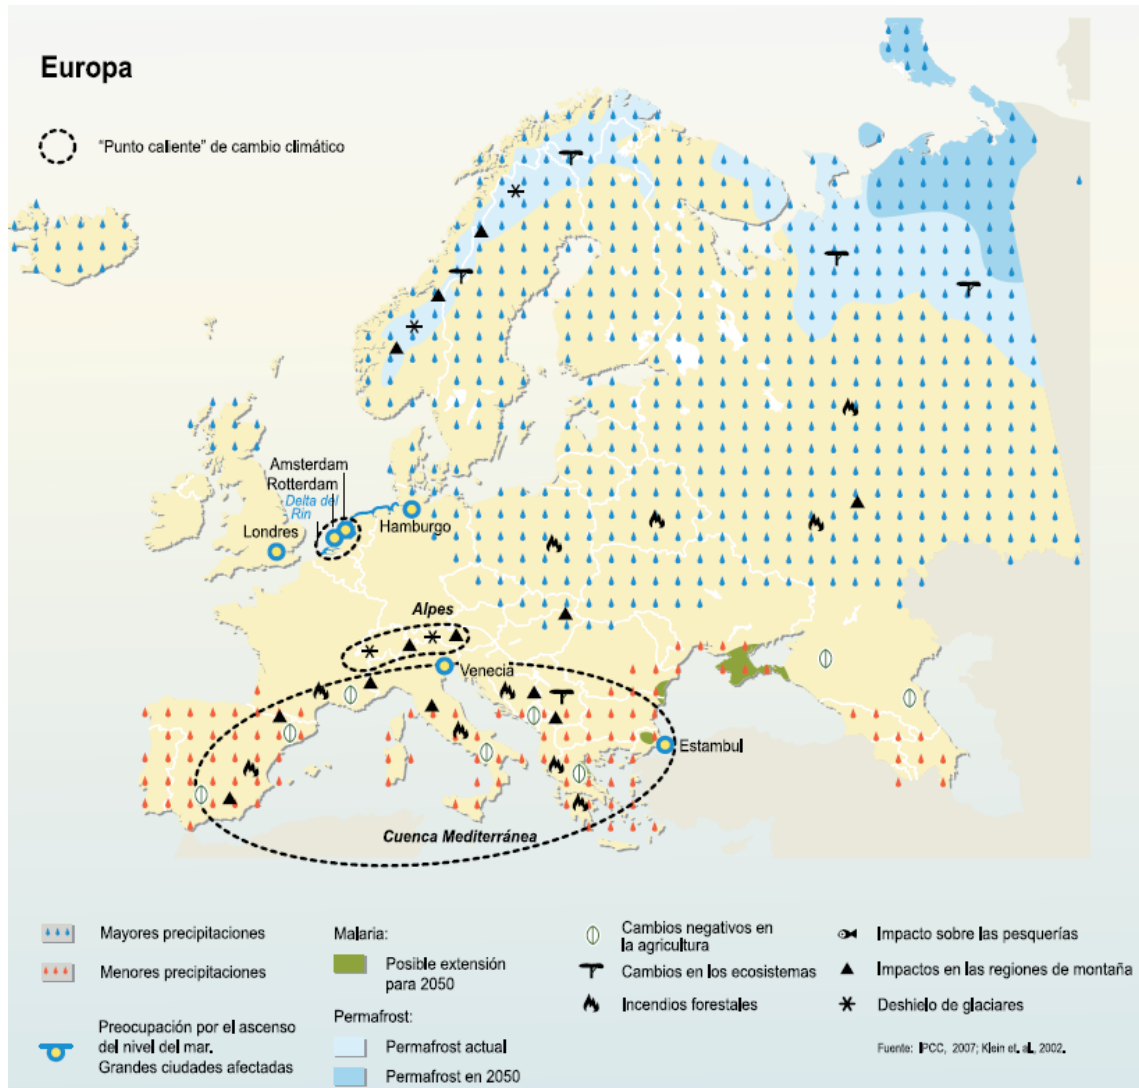 Europa
"Punto caliente" de cambio climático
Amsterdam
Rotterdam
Delta del
Rin
Londres
Hamburgo
Alpes
Venecia
Estambul
Cuenca Mediterránea
Mayores precipitaciones
Menores precipitaciones
Preocupación por el ascenso
del nivel del mar.
Grandes ciudades afectadas
Malaria:
Posible extensión
para 2050
Permafrost:
Permafrost actual
Permafrost en 2050
Cambios negativos en
la agricultura
Cambios en los ecosistemas
Incendios forestales
Impacto sobre las pesquerías
Impactos en las regiones de montaña
Deshielo de glaciares
Fuente: IPCC, 2007; Klein et. al., 2002.